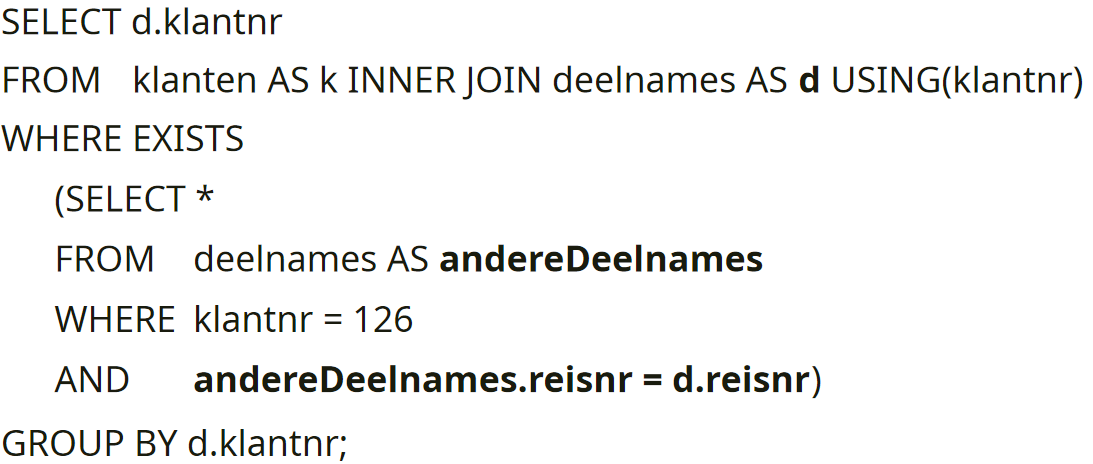 SELECT d.klantnr
FROM klanten AS k INNER JOIN deelnames AS d USING(klantnr)
WHERE EXISTS
(SELECT *
FROM deelnames AS andereDeelnames
WHERE klantnr = 126
AND andereDeelnames.reisnr = d.reisnr)
GROUP BY d.klantnr;